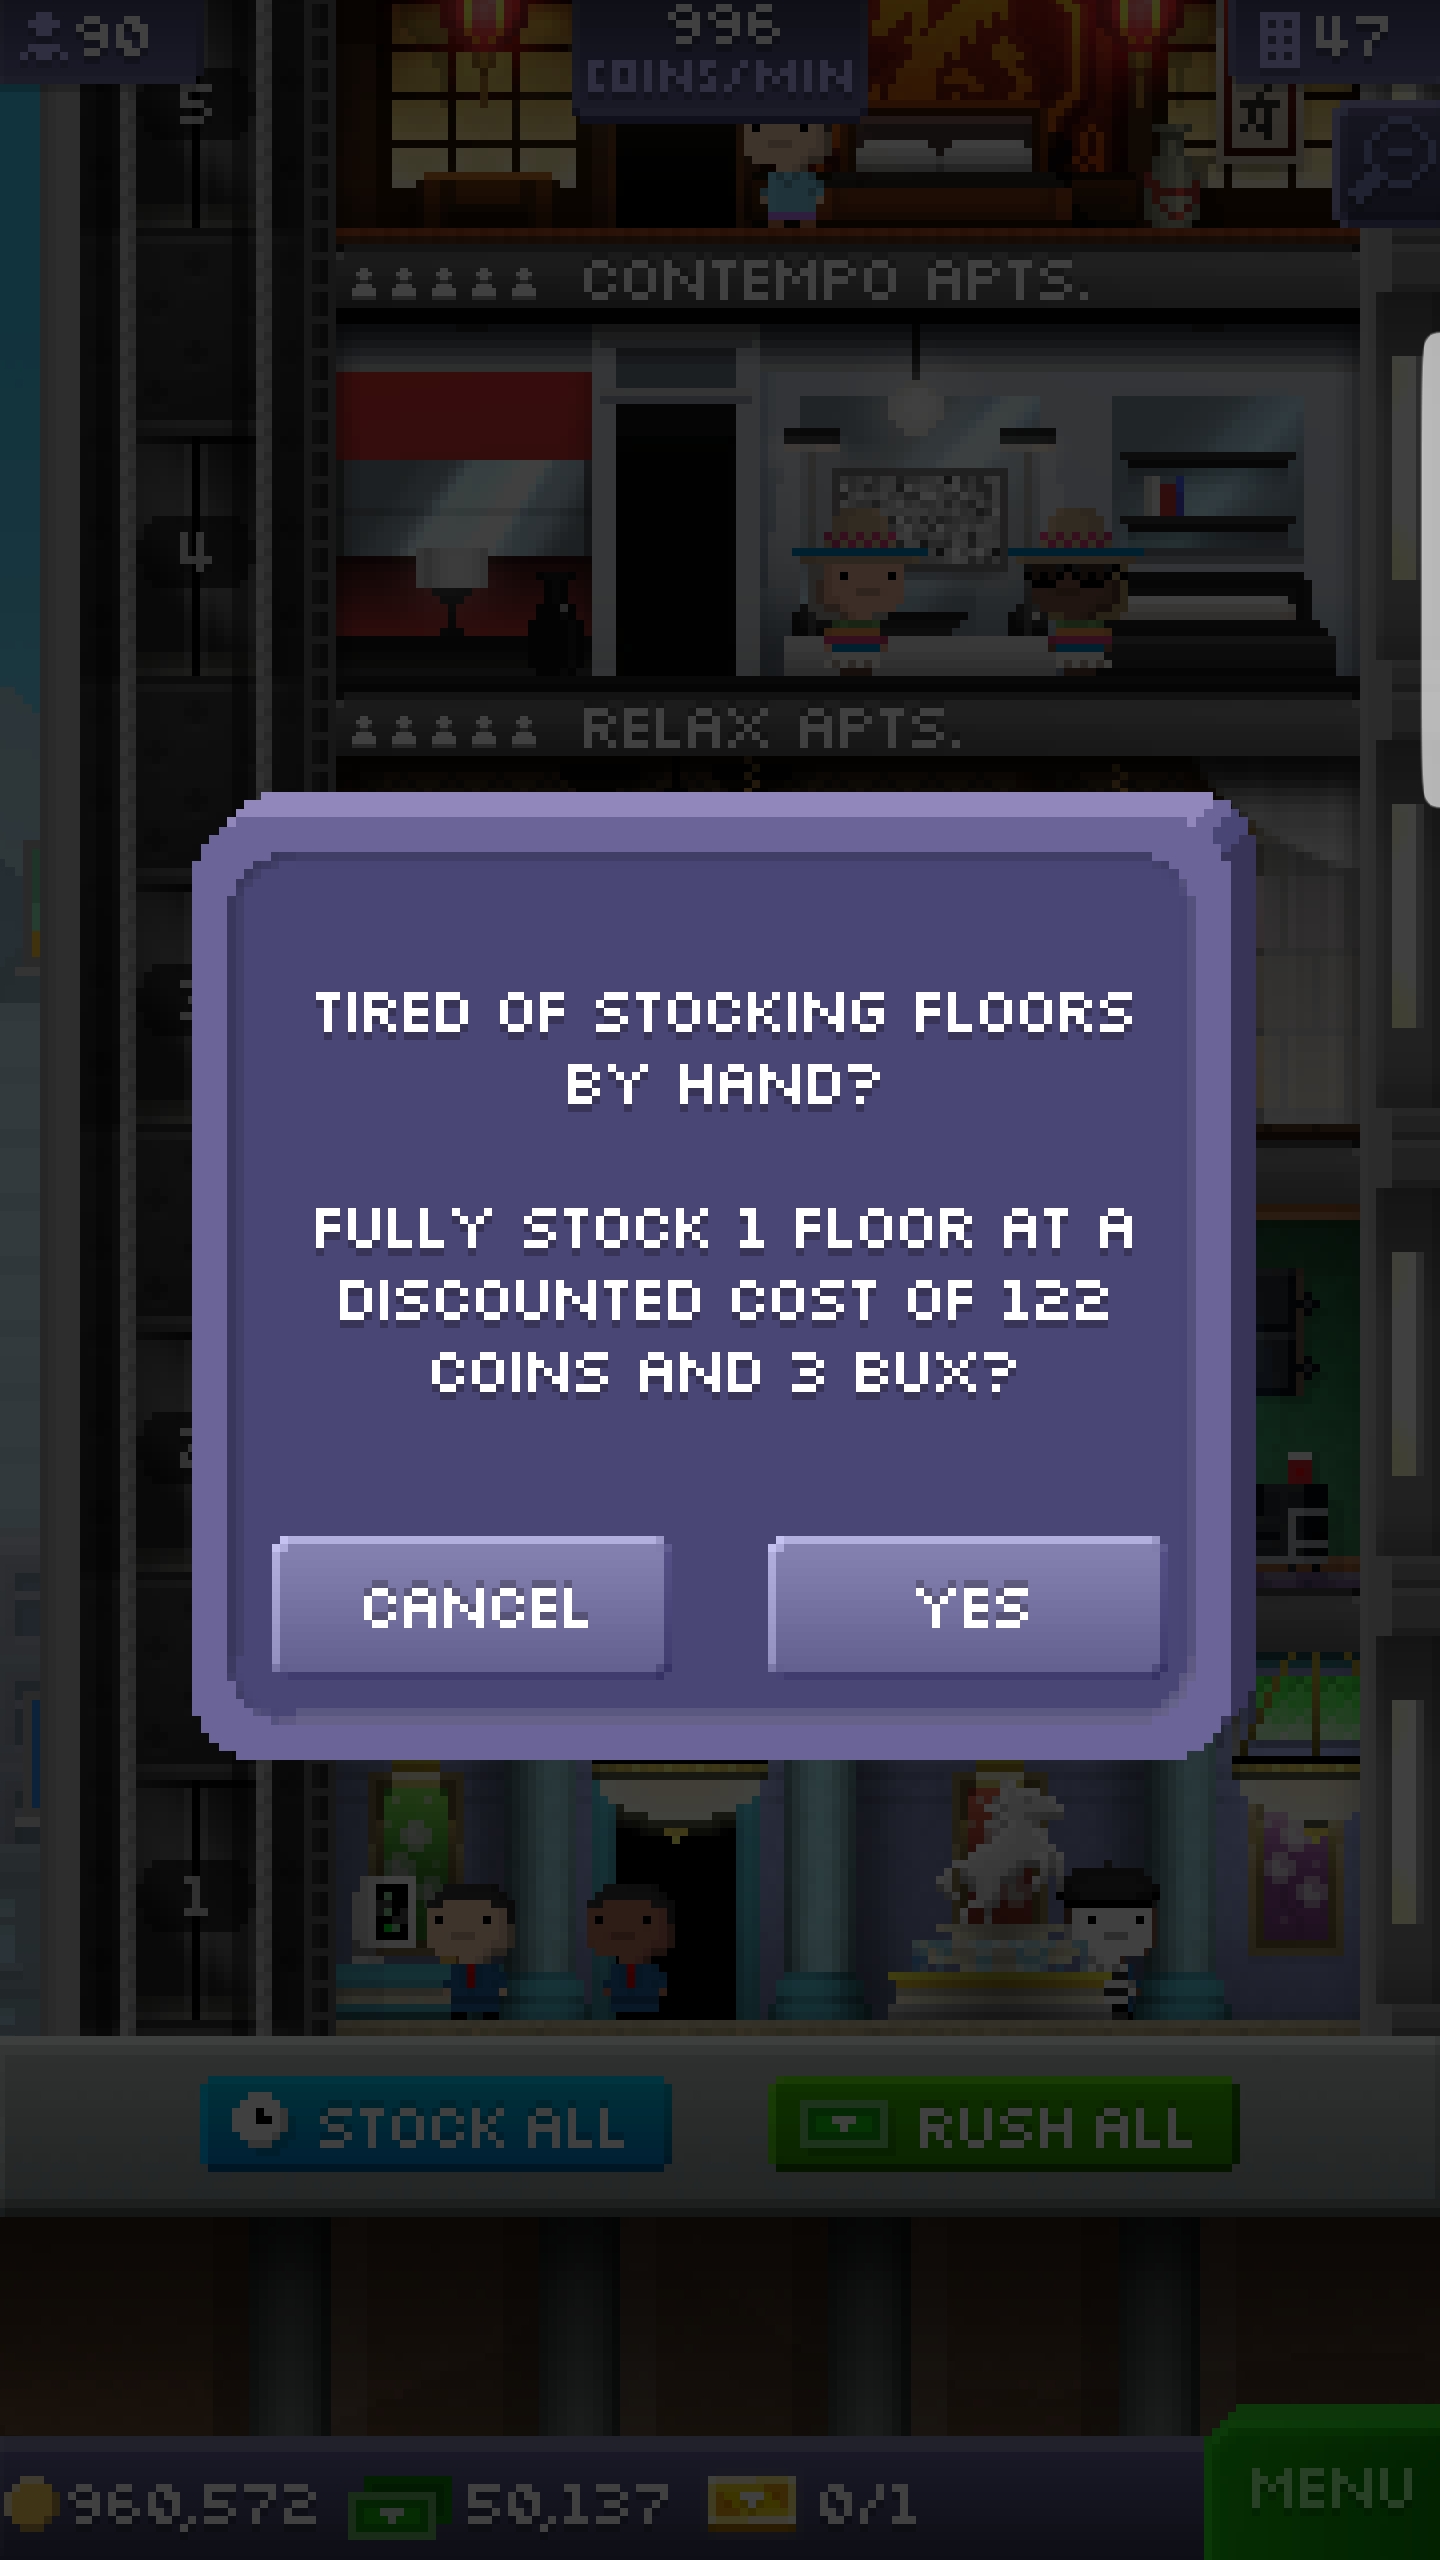 90
996
COINS/MIN
47
5
CONTEMPO APTS.
4
RELAX APTS.
TIRED OF STOCKING FLOORS
BY HAND?
FULLY STOCK 1 FLOOR AT A
DISCOUNTED COST OF 122
COINS AND 3 BUX?
CANCEL
YES
1
STOCK ALL
RUSH ALL
960,572
50,137
0/1
MENU